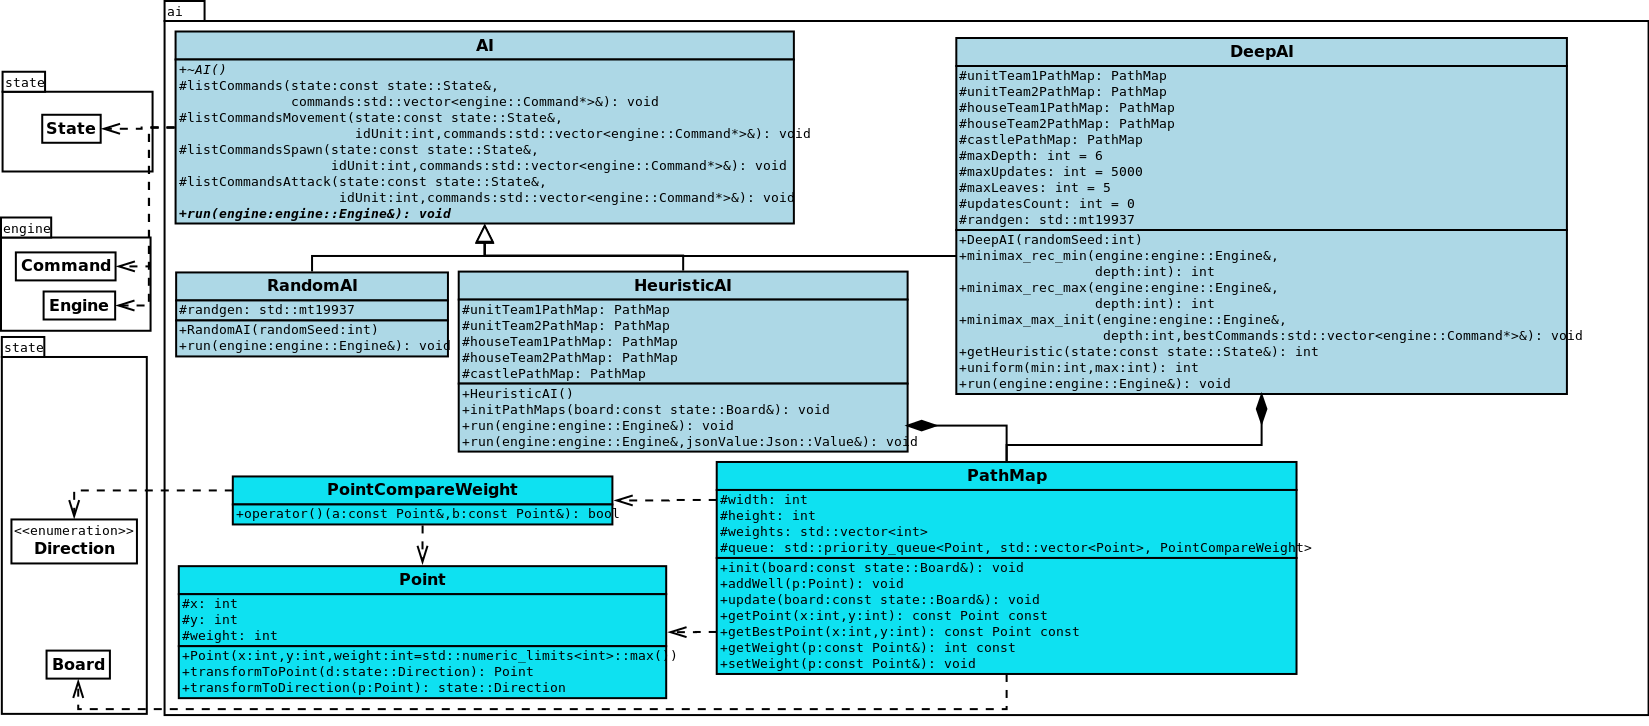 ai
AI
+~AI()
#listCommands(state:const state::State&,
commands:std::vector<engine::Command*>&): void
#listCommandsMovement(state:const state::State&,
idUnit:int,commands:std::vector<engine::Command*>&): void
#listCommandsSpawn(state:const state::State&,
idUnit:int,commands:std::vector<engine::Command*>&): void
#listCommandsAttack(state:const state::State&,
idUnit:int,commands:std::vector<engine::Command*>&): void
+run(engine:engine::Engine&): void
DeepAI
#unitTeam1PathMap: PathMap
#unitTeam2PathMap: PathMap
#houseTeam1PathMap: PathMap
#houseTeam2PathMap: PathMap
#castlePathMap: PathMap
#maxDepth: int = 6
#maxUpdates: int = 5000
#maxLeaves: int = 5
#updatesCount: int = 0
#randgen: std::mt19937
+DeepAI(randomSeed:int)
+minimax_rec_min(engine:engine::Engine&,
depth:int): int
+minimax_rec_max(engine:engine::Engine&,
depth:int): int
+minimax_max_init(engine:engine::Engine&,
depth:int,bestCommands:std::vector<engine::Command*>&): void
+getHeuristic(state:const state::State&): int
+uniform(min:int,max:int): int
+run(engine:engine::Engine&): void
state
State
engine
Command
Engine
state
<<enumeration>>
Direction
Board
RandomAI
#randgen: std::mt19937
+RandomAI(randomSeed:int)
+run(engine:engine::Engine&): void
HeuristicAI
#unitTeam1PathMap: PathMap
#unitTeam2PathMap: PathMap
#houseTeam1PathMap: PathMap
#houseTeam2PathMap: PathMap
#castlePathMap: PathMap
+HeuristicAI()
+initPathMaps(board:const state::Board&): void
+run(engine:engine::Engine&): void
+run(engine:engine::Engine&,jsonValue:Json::Value&): void
PointCompareWeight
+operator()(a:const Point&,b:const Point&): bool
Point
#x: int
#y: int
#weight: int
+Point(x:int,y:int,weight:int=std::numeric_limits<int>::max())
+transformToPoint(d:state::Direction): Point
+transformToDirection(p:Point): state::Direction
PathMap
#width: int
#height: int
#weights: std::vector<int>
#queue: std::priority_queue<Point, std::vector<Point>, PointCompareWeight>
+init(board:const state::Board&): void
+addWell(p:Point): void
+update(board:const state::Board&): void
+getPoint(x:int,y:int): const Point const
+getBestPoint(x:int,y:int): const Point const
+getWeight(p:const Point&): int const
+setWeight(p:const Point&): void